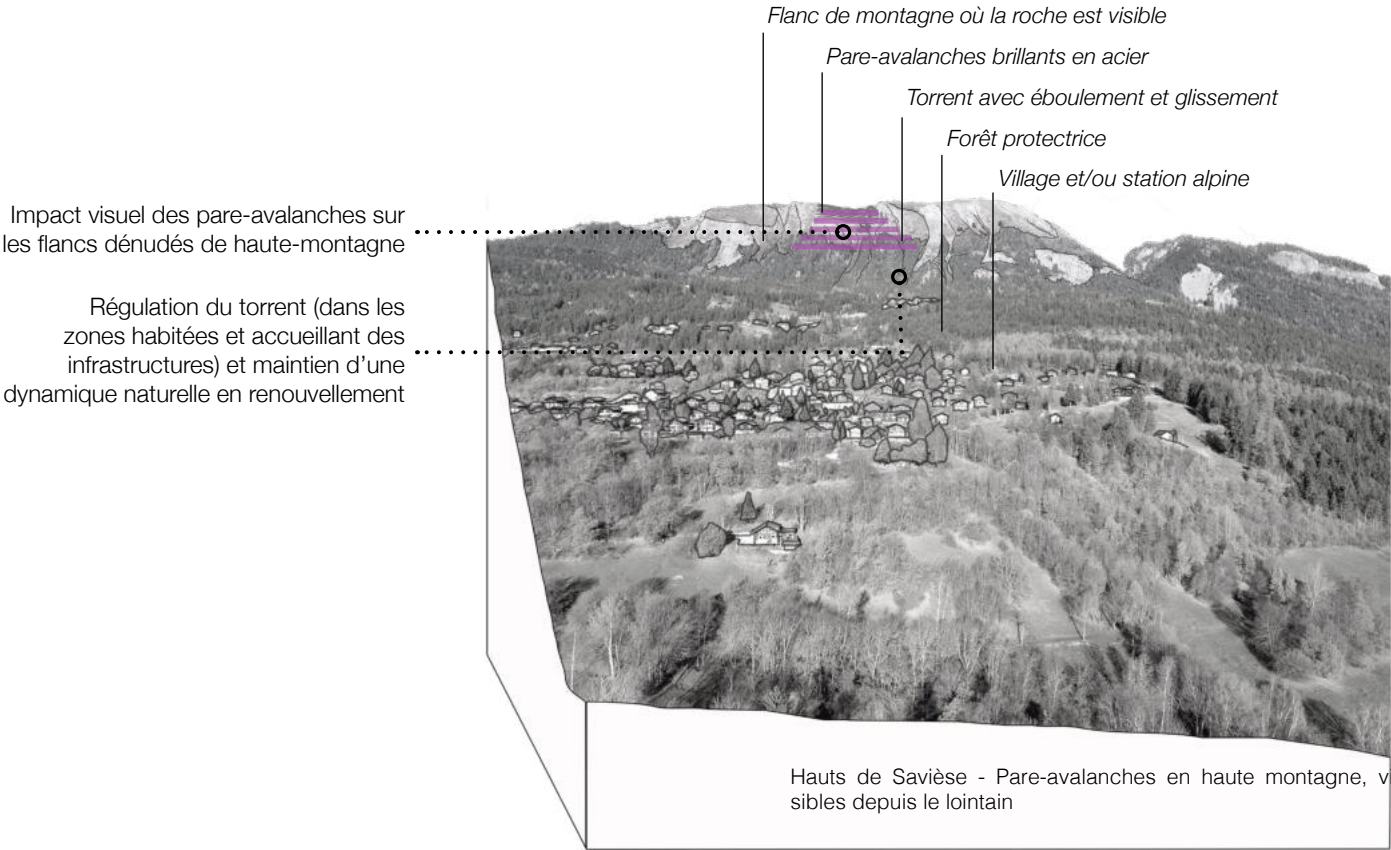 Flanc de montagne où la roche est visible
Pare-avalanches brillants en acier
Torrent avec éboulement et glissement
Forêt protectrice
Village et/ou station alpine
Impact visuel des pare-avalanches sur
les flancs dénudés de haute-montagne
Régulation du torrent (dans les
zones habitées et accueillant des
infrastructures) et maintien d'une
dynamique naturelle en renouvellement
Hauts de Savièse - Pare-avalanches en haute montagne, v
sibles depuis le lointain